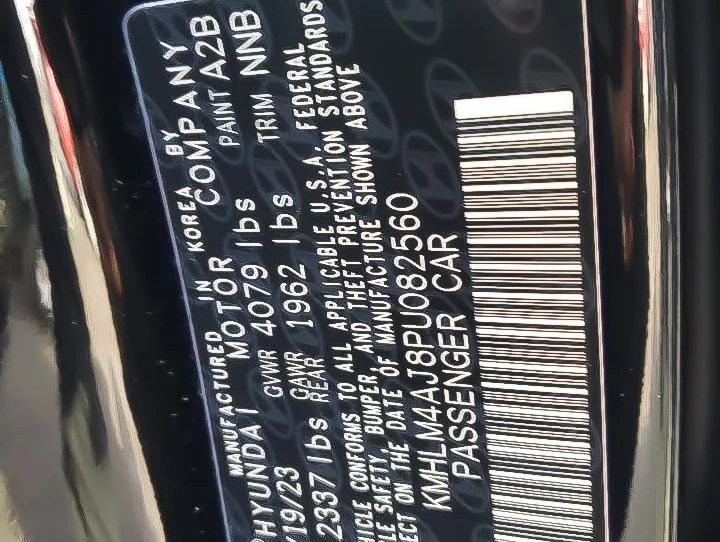 MANUFACTURED IN KOREA BY
HYUNDAI MOTOR COMPANY
/19/23 GVWR 4079 lbs PAINT A2B
2337 lbs GAWR REAR 1962 lbs TRIM NNB
HICLE CONFORMS TO ALL APPLICABLE U.S.A. FEDERAL
LE SAFETY, BUMPER, AND THEFT PREVENTION STANDARDS
ECT ON THE DATE OF MANUFACTURE SHOWN ABOVE
KMHLM4AJ8PU082560
PASSENGER CAR